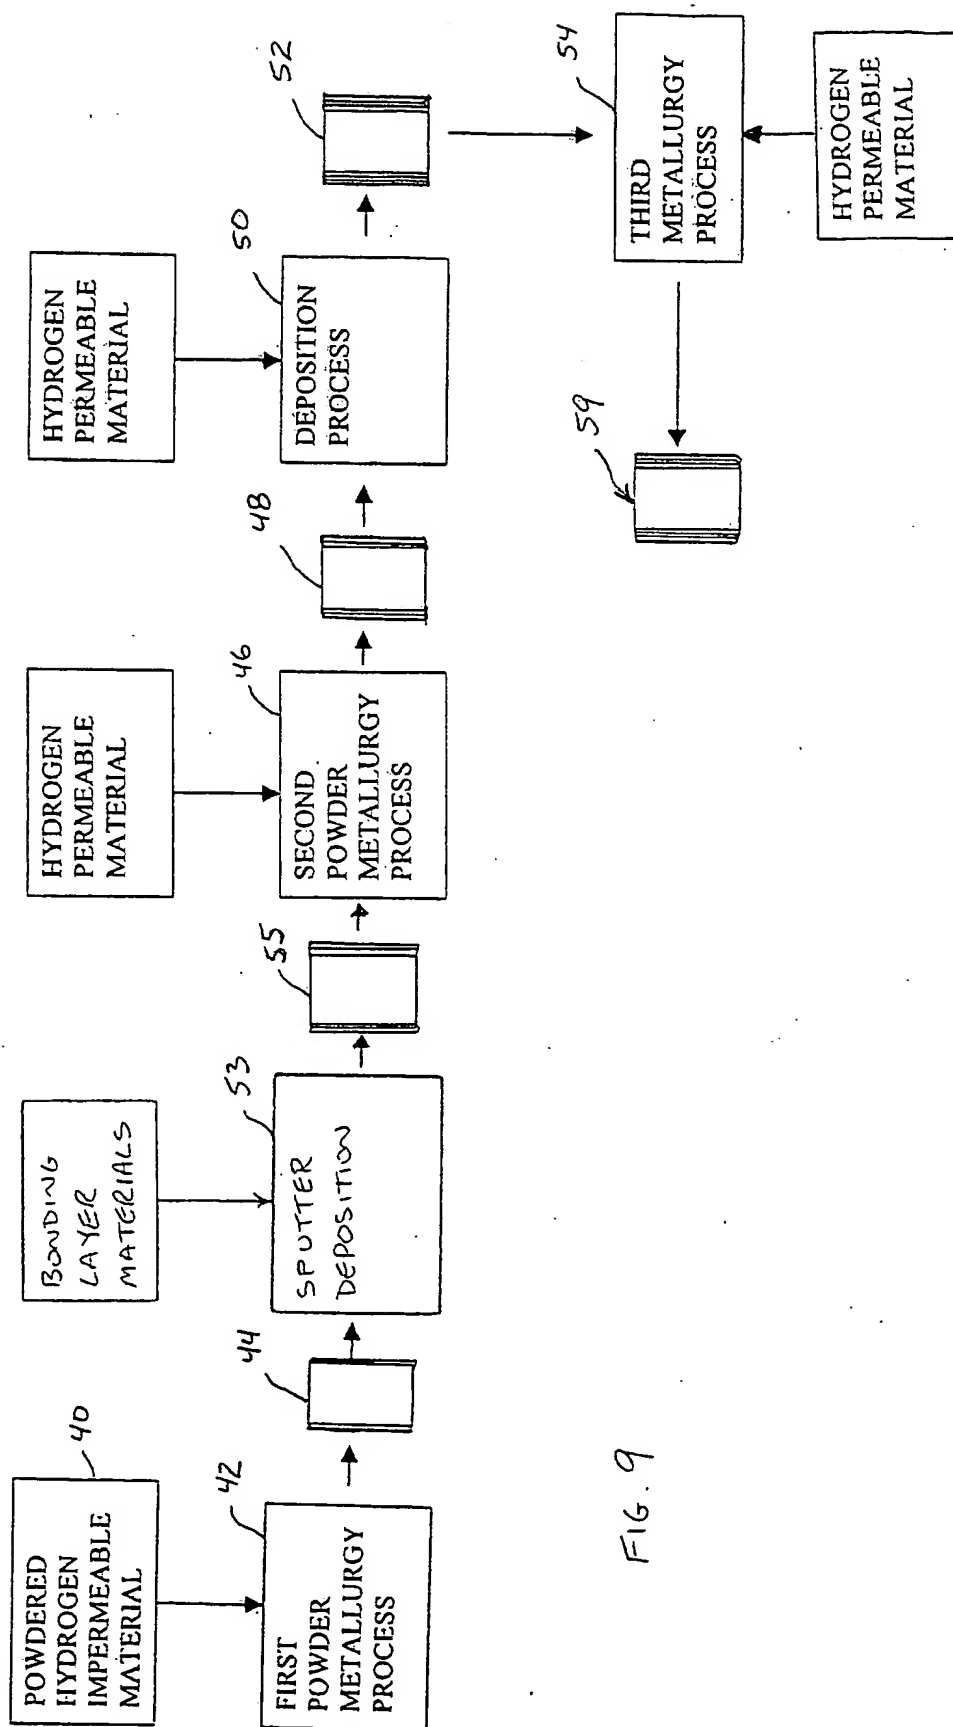 POWDERED
HYDROGEN
IMPERMEABLE
MATERIAL
40
FIRST
POWDER
METALLURGY
PROCESS
42
44
BONDING
LAYER
MATERIALS
SPUTTER
DEPOSITION
53
55
HYDROGEN
PERMEABLE
MATERIAL
SECOND
POWDER
METALLURGY
PROCESS
46
48
HYDROGEN
PERMEABLE
MATERIAL
DEPOSITION
PROCESS
50
52
THIRD
METALLURGY
PROCESS
54
HYDROGEN
PERMEABLE
MATERIAL
59
FIG. 9